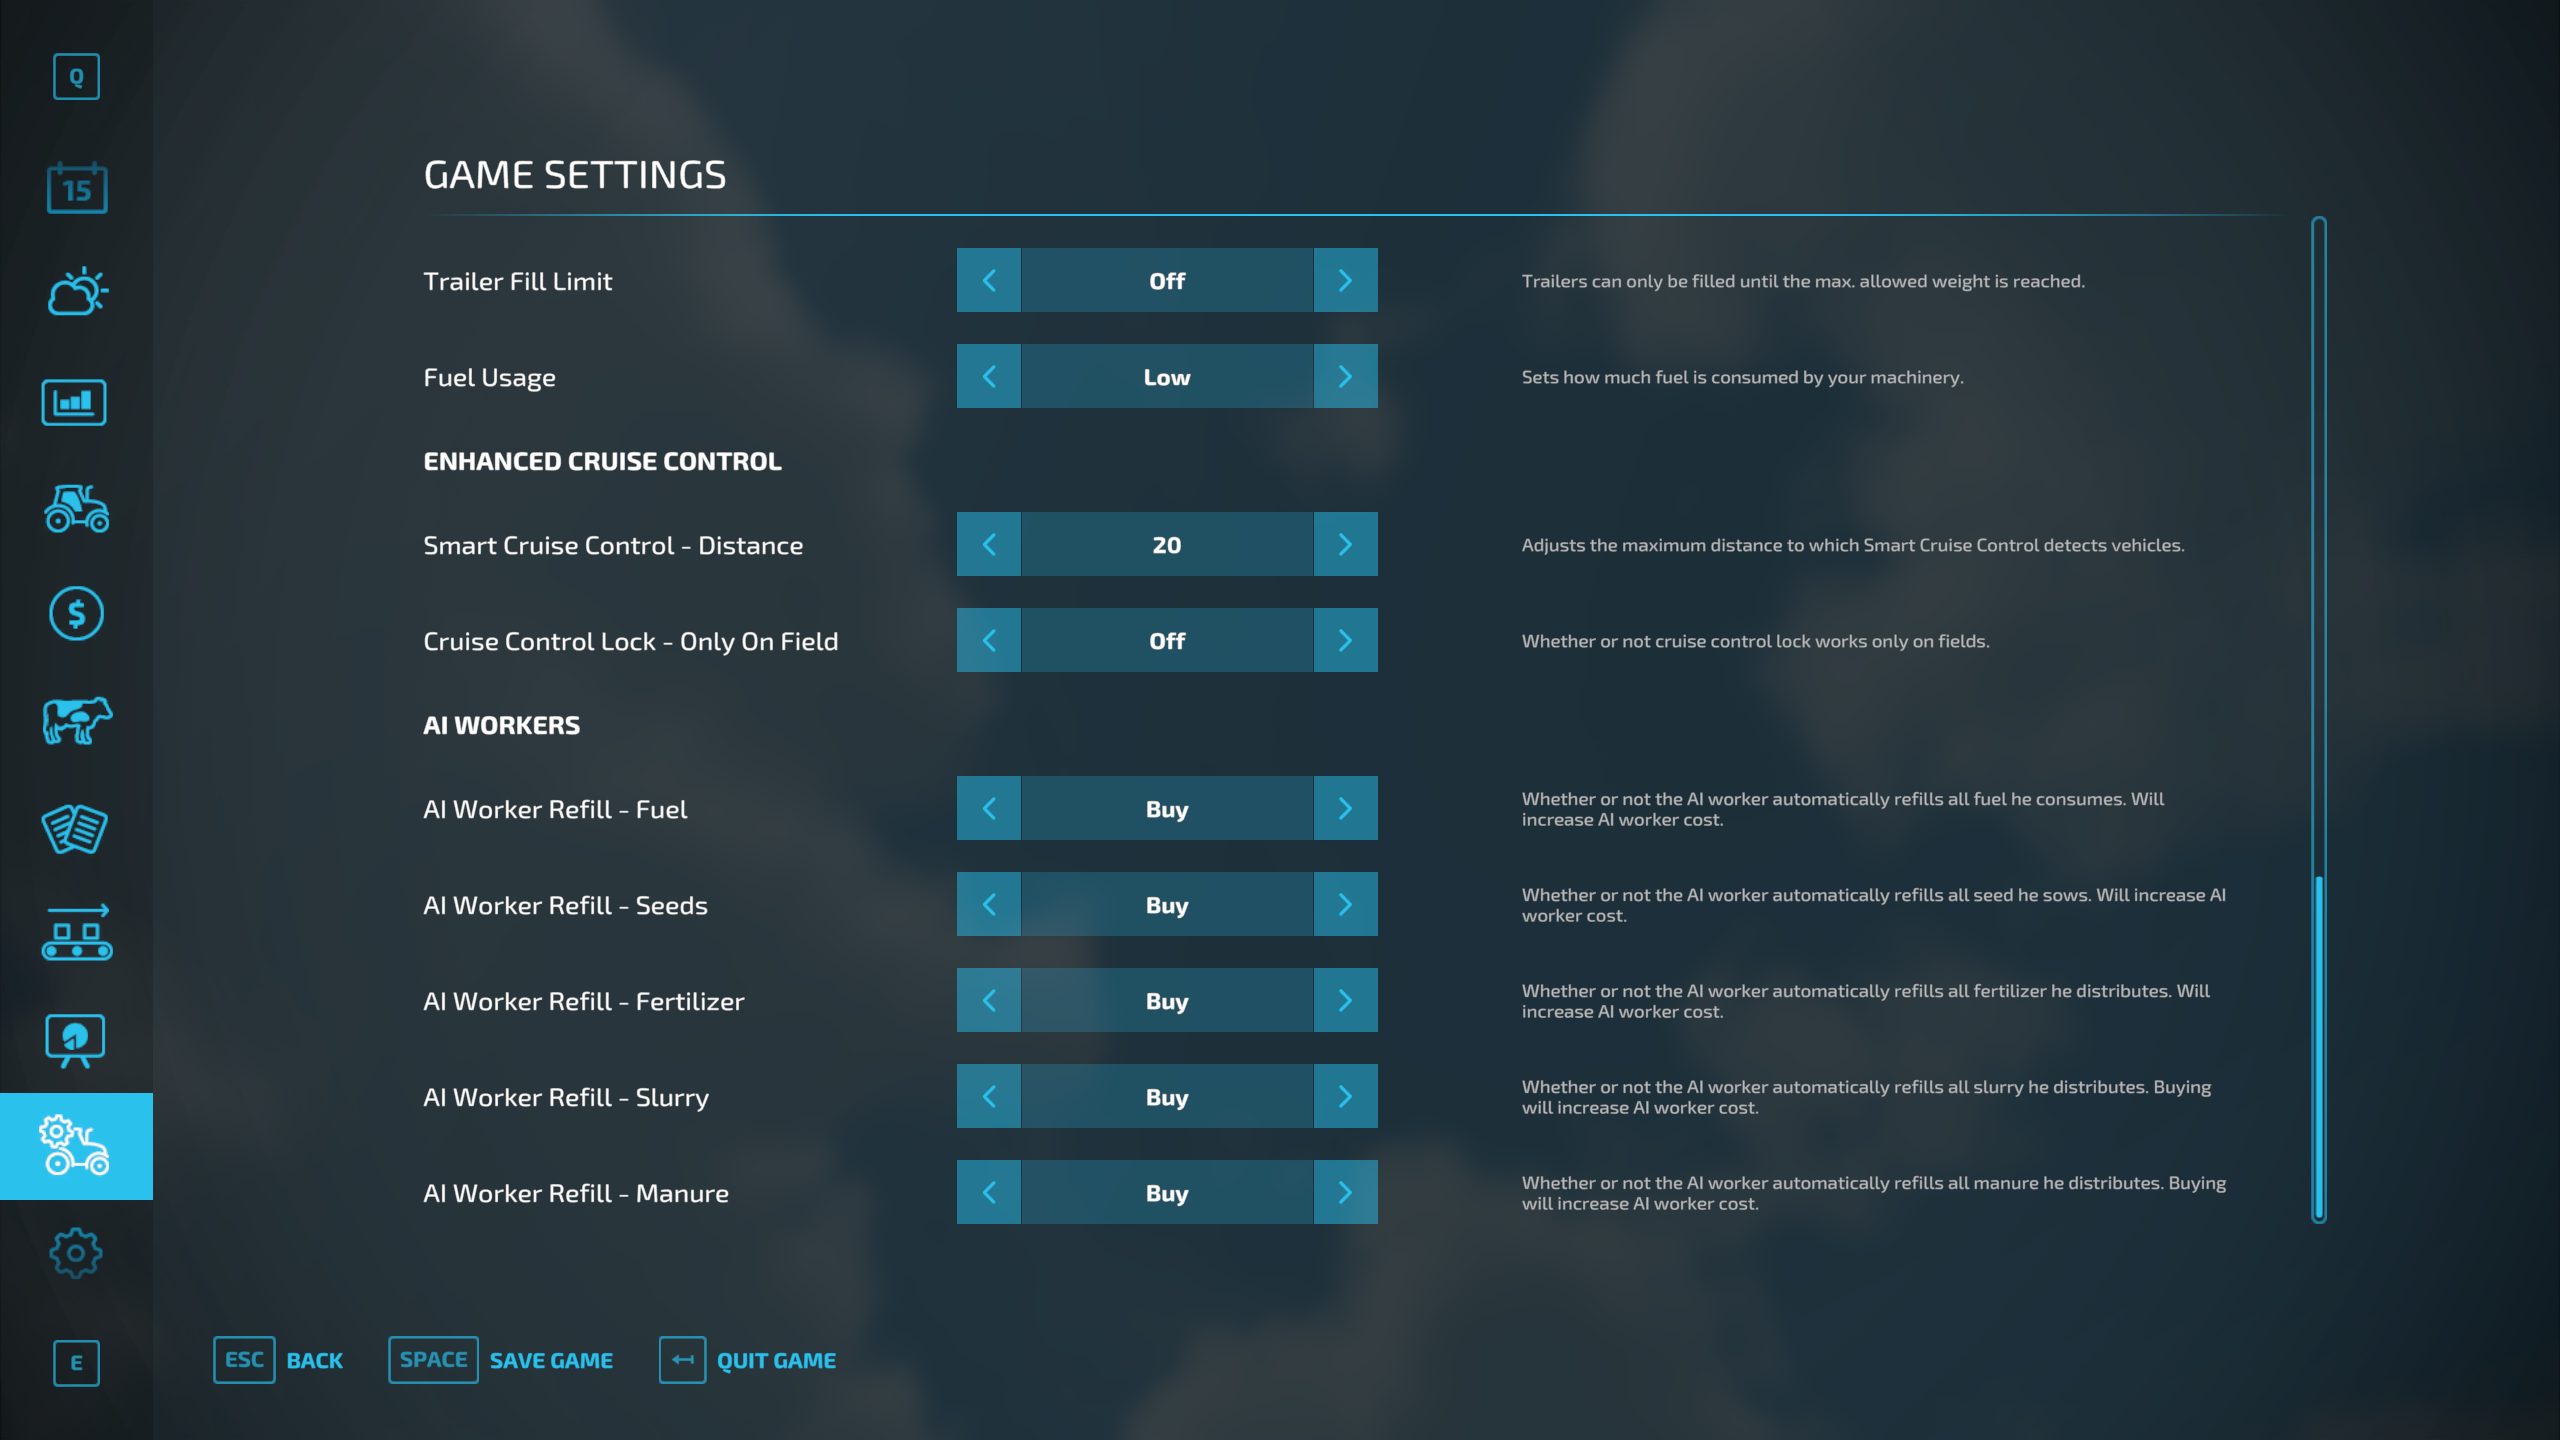 Q
15
$
E
GAME SETTINGS
Trailer Fill Limit
Off
Trailers can only be filled until the max. allowed weight is reached.
Fuel Usage
Low
Sets how much fuel is consumed by your machinery.
ENHANCED CRUISE CONTROL
Smart Cruise Control - Distance
20
Adjusts the maximum distance to which Smart Cruise Control detects vehicles.
Cruise Control Lock - Only On Field
Off
Whether or not cruise control lock works only on fields.
AI WORKERS
AI Worker Refill - Fuel
Buy
Whether or not the AI worker automatically refills all fuel he consumes. Will
increase AI worker cost.
AI Worker Refill - Seeds
Buy
Whether or not the AI worker automatically refills all seed he sows. Will increase AI
worker cost.
AI Worker Refill - Fertilizer
Buy
Whether or not the AI worker automatically refills all fertilizer he distributes. Will
increase AI worker cost.
AI Worker Refill - Slurry
Buy
Whether or not the AI worker automatically refills all slurry he distributes. Buying
will increase AI worker cost.
AI Worker Refill - Manure
Buy
Whether or not the AI worker automatically refills all manure he distributes. Buying
will increase AI worker cost.
ESC BACK SPACE SAVE GAME QUIT GAME